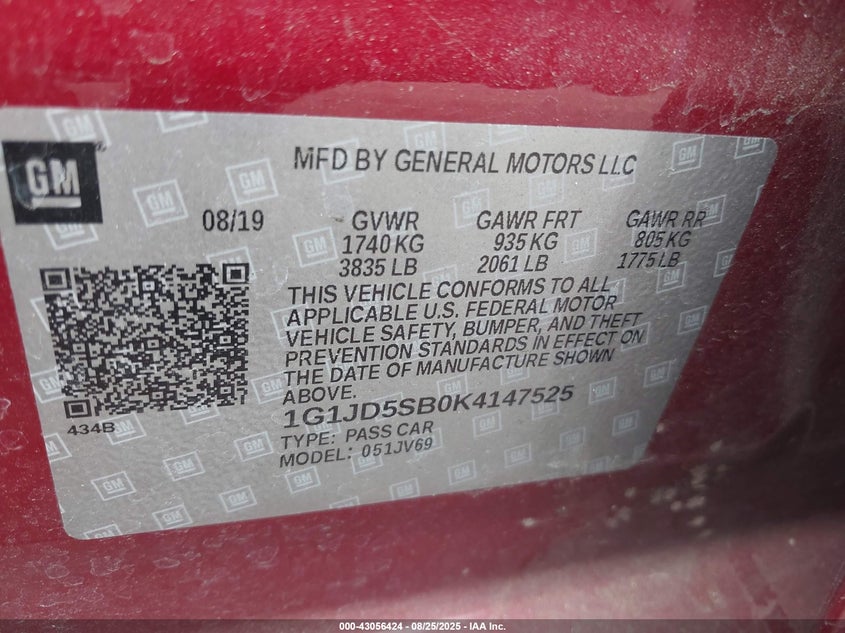 GM
MFD BY GENERAL MOTORS LLC
08/19 GVWR GAWR FRT GAWR RR
1740 KG 935 KG 805 KG
3835 LB 2061 LB 1775 LB
THIS VEHICLE CONFORMS TO ALL
APPLICABLE U.S. FEDERAL MOTOR
VEHICLE SAFETY, BUMPER, AND THEFT
PREVENTION STANDARDS IN EFFECT ON
THE DATE OF MANUFACTURE SHOWN
ABOVE.
434B
1G1JD5SB0K4147525
TYPE: PASS CAR
MODEL: 051JV69
000-43056424 - 08/25/2025 - IAA Inc.